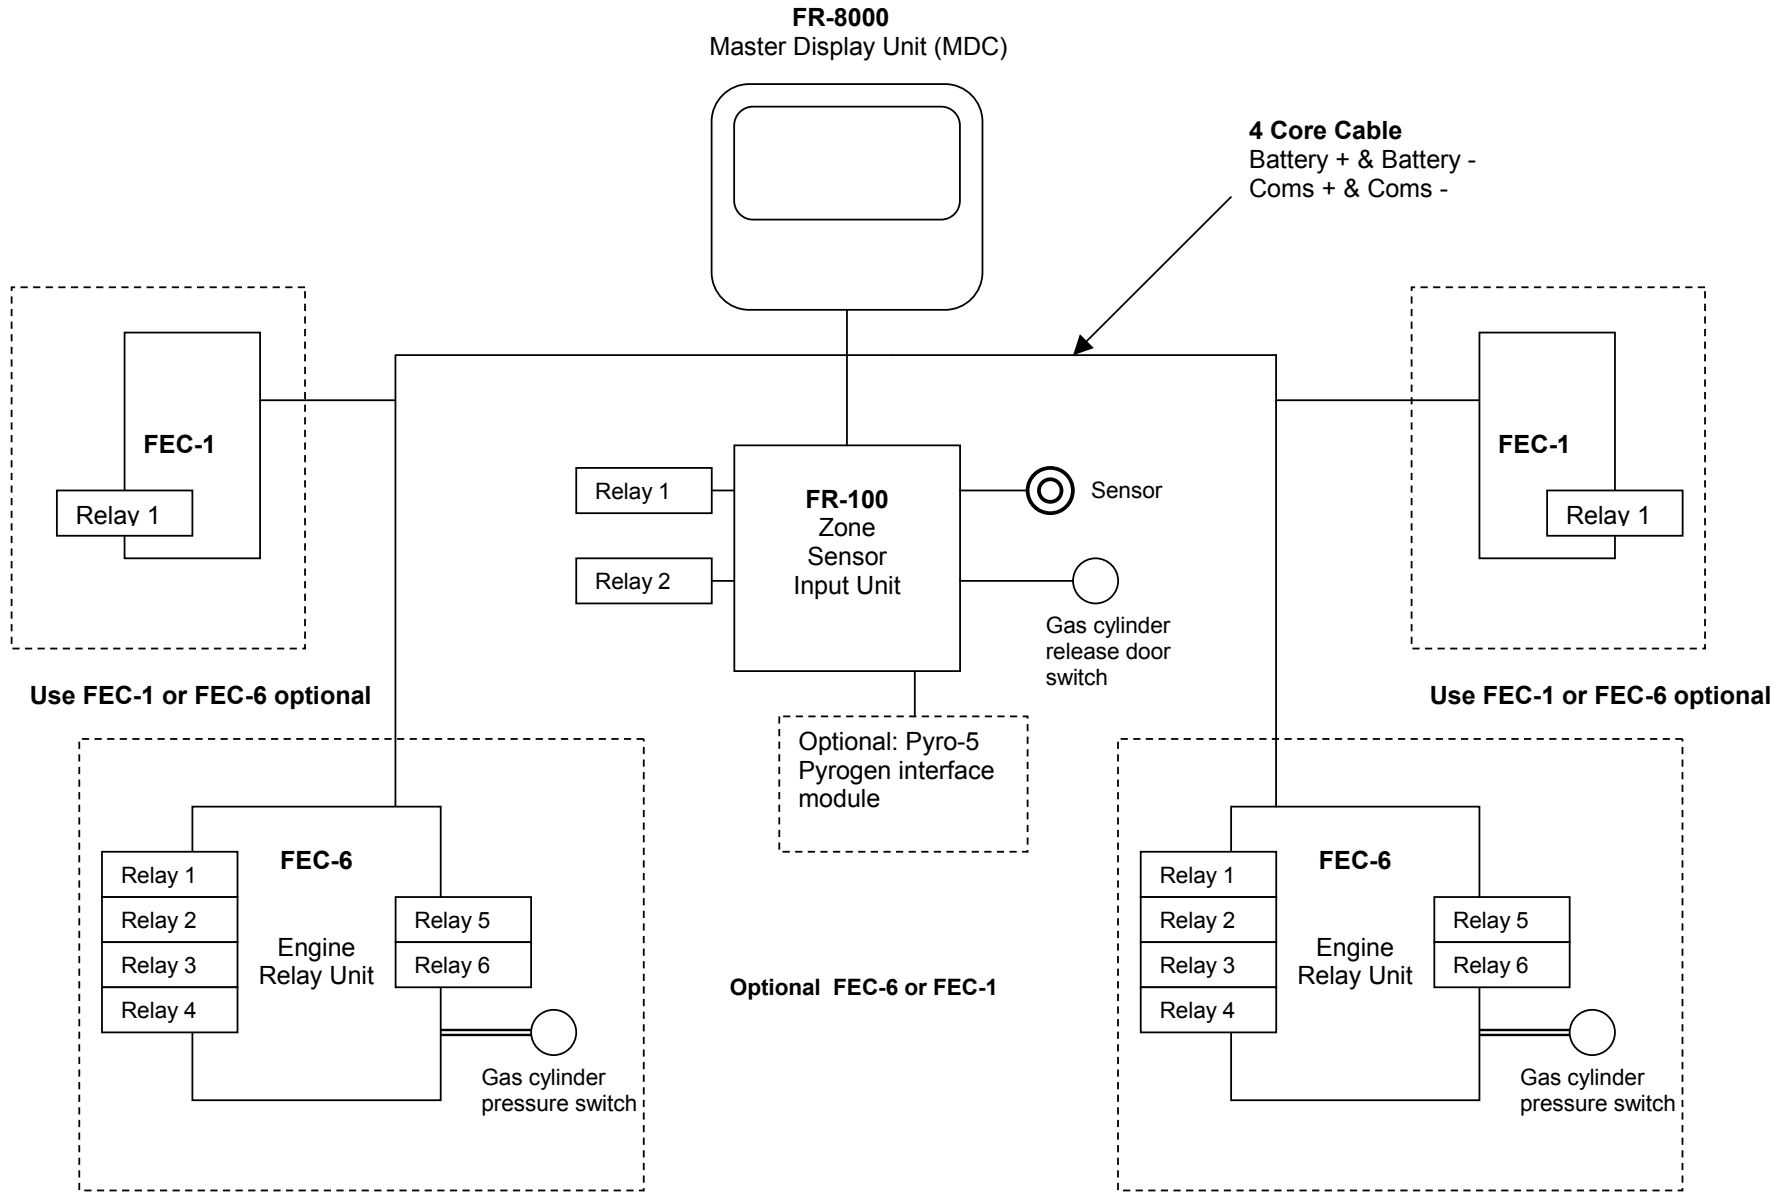 FR-8000
Master Display Unit (MDC)
4 Core Cable
Battery + & Battery -
Coms + & Coms -
FEC-1
Relay 1
Use FEC-1 or FEC-6 optional
Relay 1
Relay 2
FR-100
Zone
Sensor
Input Unit
Sensor
Gas cylinder
release door
switch
FEC-1
Relay 1
Use FEC-1 or FEC-6 optional
Optional: Pyro-5
Pyrogen interface
module
FEC-6
Engine
Relay Unit
Relay 1
Relay 2
Relay 3
Relay 4
Relay 5
Relay 6
Gas cylinder
pressure switch
Optional  FEC-6 or FEC-1
FEC-6
Engine
Relay Unit
Relay 1
Relay 2
Relay 3
Relay 4
Relay 5
Relay 6
Gas cylinder
pressure switch